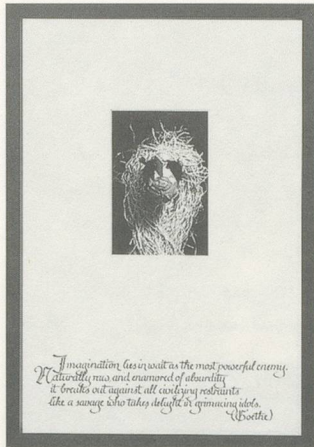 Imagination lies in wait as the most powerful enemy.
Naturally raw, and enamored of absurdity
it breaks out against all civilizing restraints
like a savage who takes delight in grimacing idols.
(Goethe)